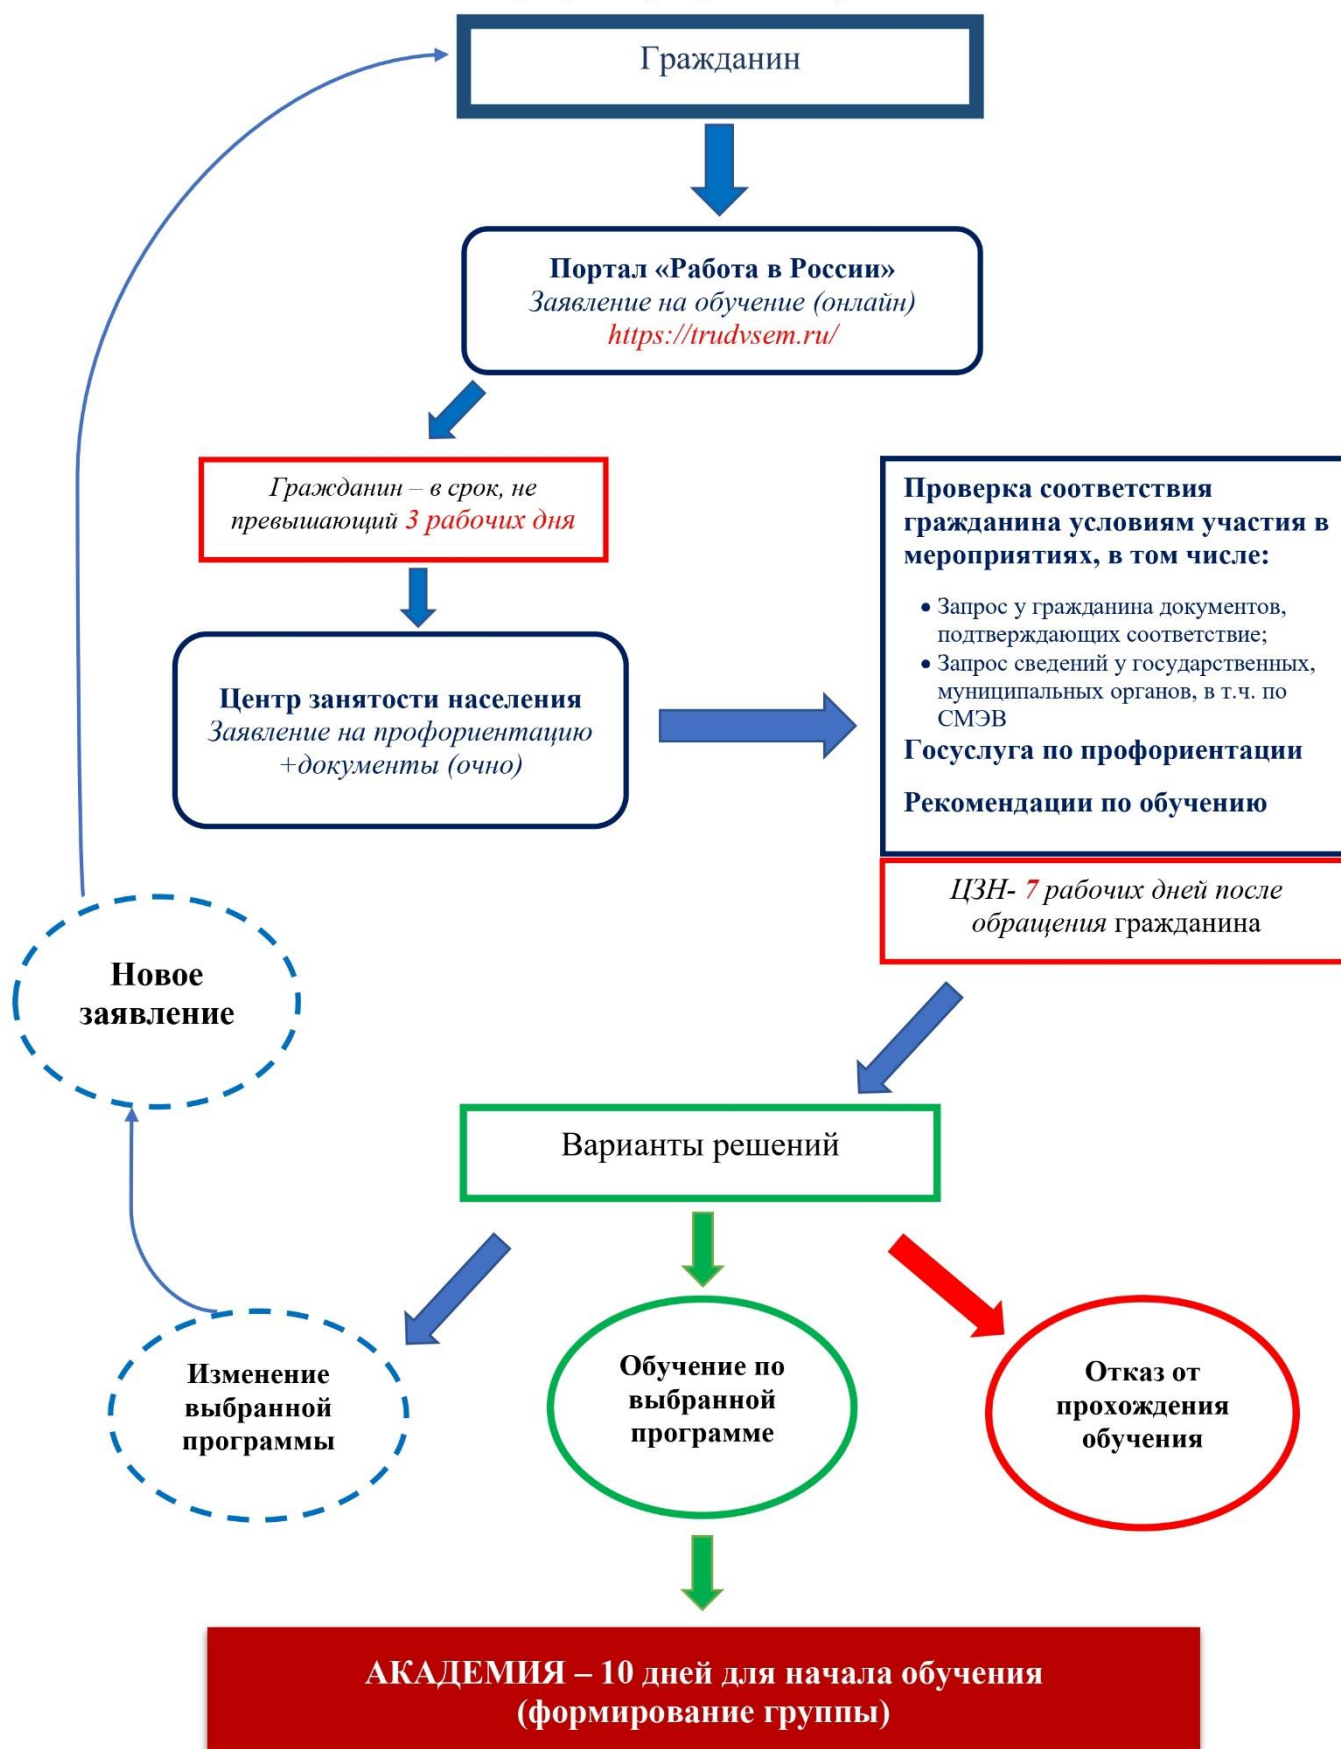 Гражданин
Портал «Работа в России»
Заявление на обучение (онлайн)
https://trudvsem.ru/
Гражданин – в срок, не
превышающий 3 рабочих дня
Центр занятости населения
Заявление на профориентацию
+документы (очно)
Проверка соответствия
гражданина условиям участия в
мероприятиях, в том числе:
• Запрос у гражданина документов,
подтверждающих соответствие;
• Запрос сведений у государственных,
муниципальных органов, в т.ч. по
СМЭВ
Госуслуга по профориентации
Рекомендации по обучению
ЦЗН- 7 рабочих дней после
обращения гражданина
Новое
заявление
Варианты решений
Изменение
выбранной
программы
Обучение по
выбранной
программе
Отказ от
прохождения
обучения
АКАДЕМИЯ – 10 дней для начала обучения
(формирование группы)